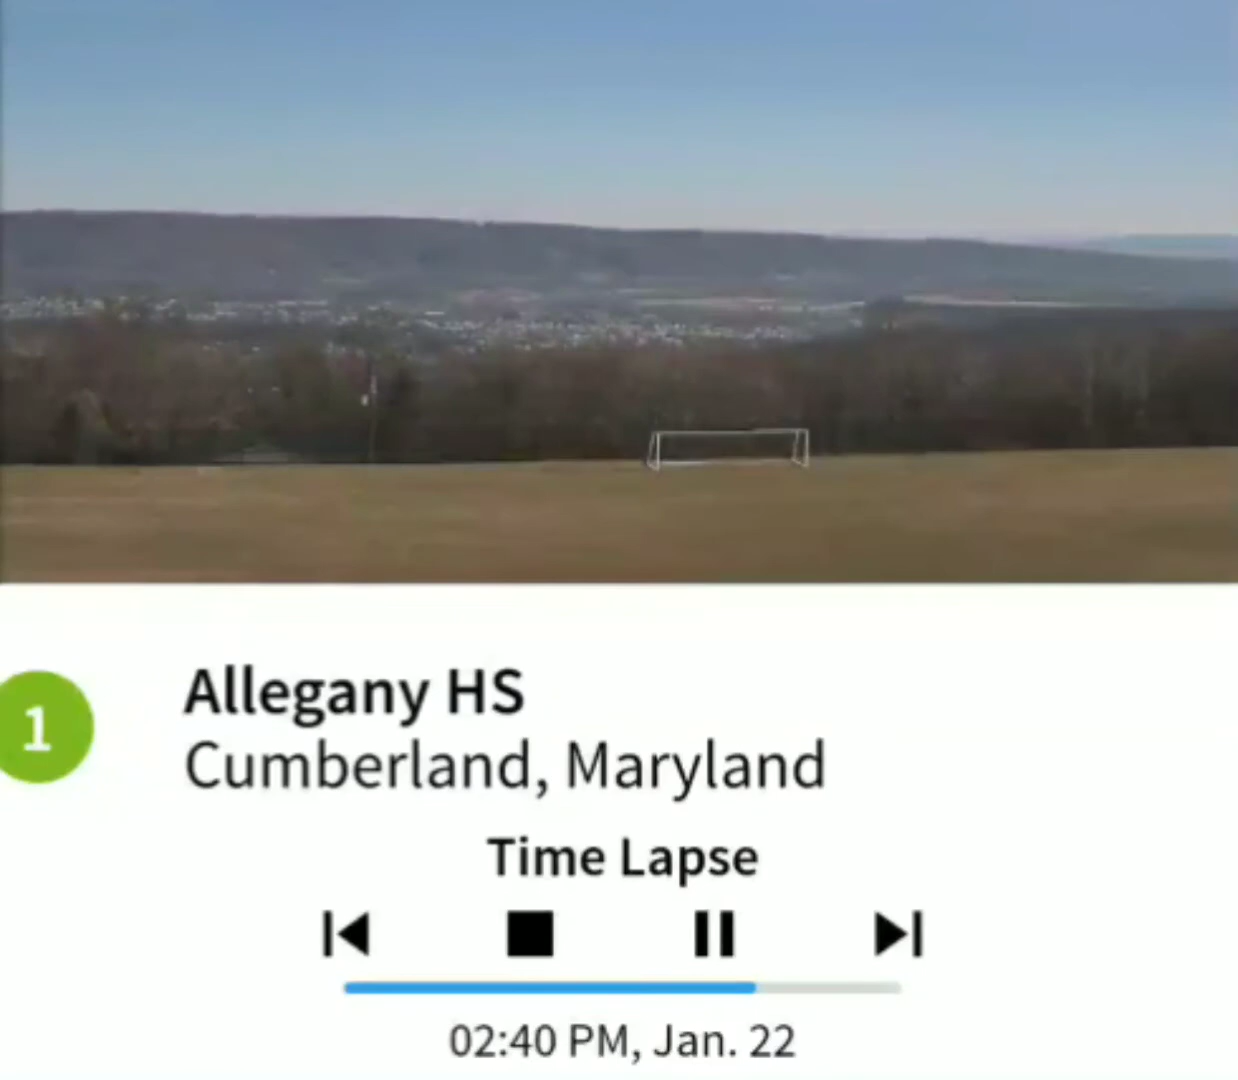 1
Allegany HS
Cumberland, Maryland
Time Lapse
02:40 PM, Jan. 22